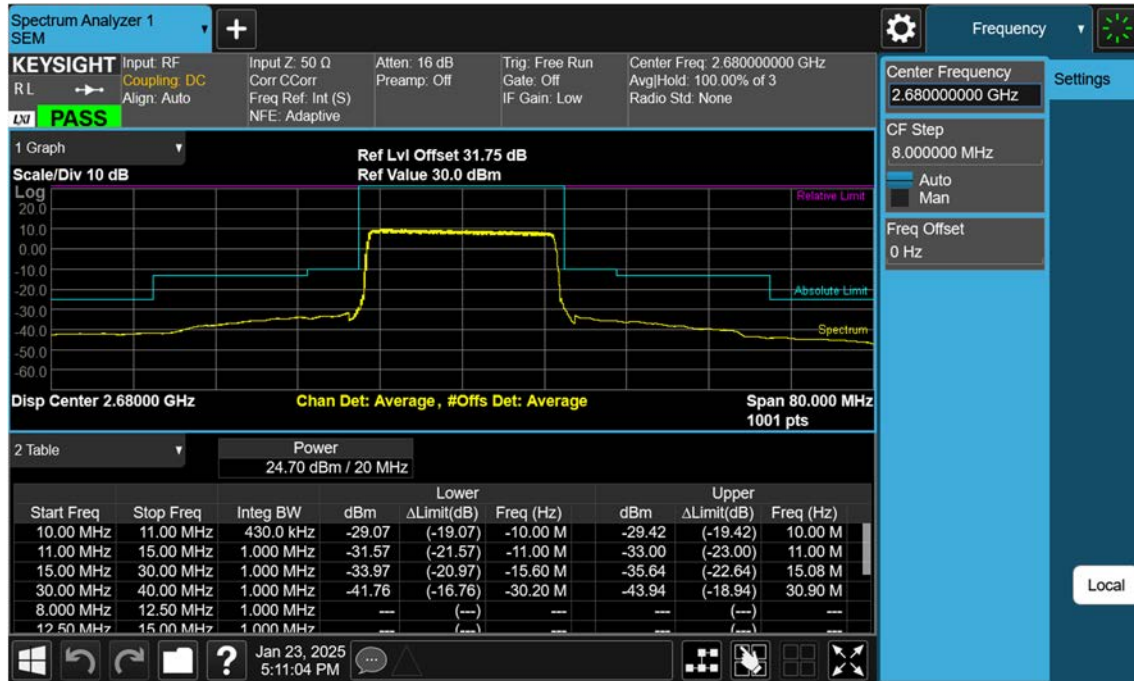 Spectrum Analyzer 1
SEM
Frequency
KEYSIGHT
RL
LXI
PASS
Input: RF
Coupling: DC
Align: Auto
Input Z: 50 Ω
Corr CCorr
Freq Ref: Int (S)
NFE: Adaptive
Atten: 16 dB
Preamp: Off
Trig: Free Run
Gate: Off
IF Gain: Low
Center Freq: 2.680000000 GHz
Avg|Hold: 100.00% of 3
Radio Std: None
Center Frequency
2.680000000 GHz
Settings
CF Step
8.000000 MHz
Auto
Man
Freq Offset
0 Hz
Local
1 Graph
Scale/Div 10 dB
Ref Lvl Offset 31.75 dB
Ref Value 30.0 dBm
Log
20.0
10.0
0.00
-10.0
-20.0
-30.0
-40.0
-50.0
-60.0
Relative Limit
Absolute Limit
Spectrum
Disp Center 2.68000 GHz
Chan Det: Average, #Offs Det: Average
Span 80.000 MHz
1001 pts
2 Table
Power
24.70 dBm / 20 MHz
Lower Upper
Start Freq Stop Freq Integ BW dBm ΔLimit(dB) Freq (Hz) dBm ΔLimit(dB) Freq (Hz)
10.00 MHz 11.00 MHz 430.0 kHz -29.07 (-19.07) -10.00 M -29.42 (-19.42) 10.00 M
11.00 MHz 15.00 MHz 1.000 MHz -31.57 (-21.57) -11.00 M -33.00 (-23.00) 11.00 M
15.00 MHz 30.00 MHz 1.000 MHz -33.97 (-20.97) -15.60 M -35.64 (-22.64) 15.08 M
30.00 MHz 40.00 MHz 1.000 MHz -41.76 (-16.76) -30.20 M -43.94 (-18.94) 30.90 M
8.000 MHz 12.50 MHz 1.000 MHz --- (---) --- --- (---) ---
12.50 MHz 15.00 MHz 1.000 MHz --- (---) --- --- (---) ---
Jan 23, 2025
5:11:04 PM